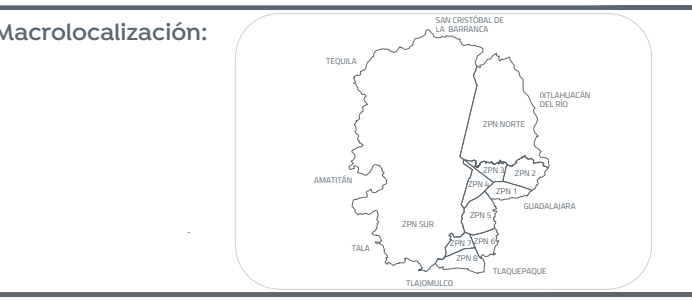 Macrolocalización:
SAN CRISTÓBAL DE
LA BARRANCA
TEQUILA
IXTLAHUACÁN
DEL RÍO
ZPN NORTE
ZPN 3
ZPN 2
ZPN 4
ZPN 1
AMATITÁN
GUADALAJARA
ZPN 5
ZPN SUR
ZPN 7
ZPN 6
TALA
ZPN 8
TLAQUEPAQUE
TLAJOMULCO